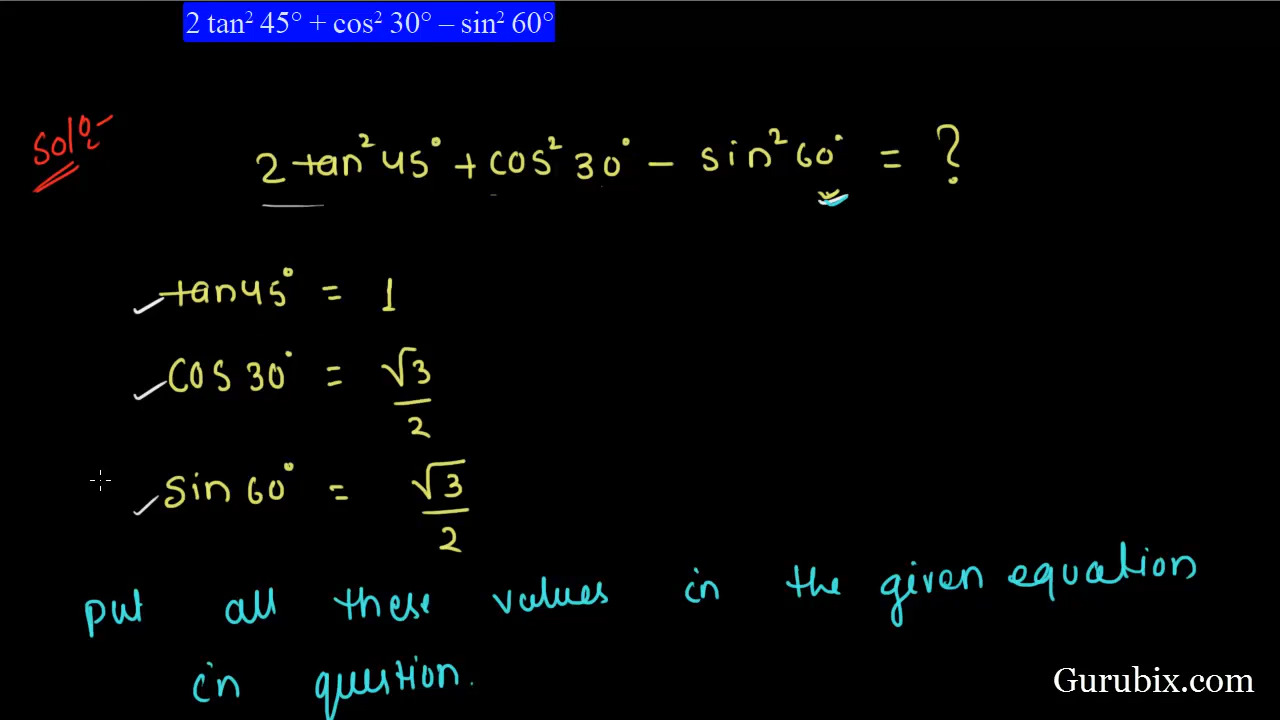 2 tan² 45° + cos² 30° – sin² 60°
Solⁿ:-
2 tan² 45° + cos² 30° – sin² 60° = ?
tan 45° = 1
cos 30° = √3/2
sin 60° = √3/2
put all these values in the given equation
in question.
Gurubix.com